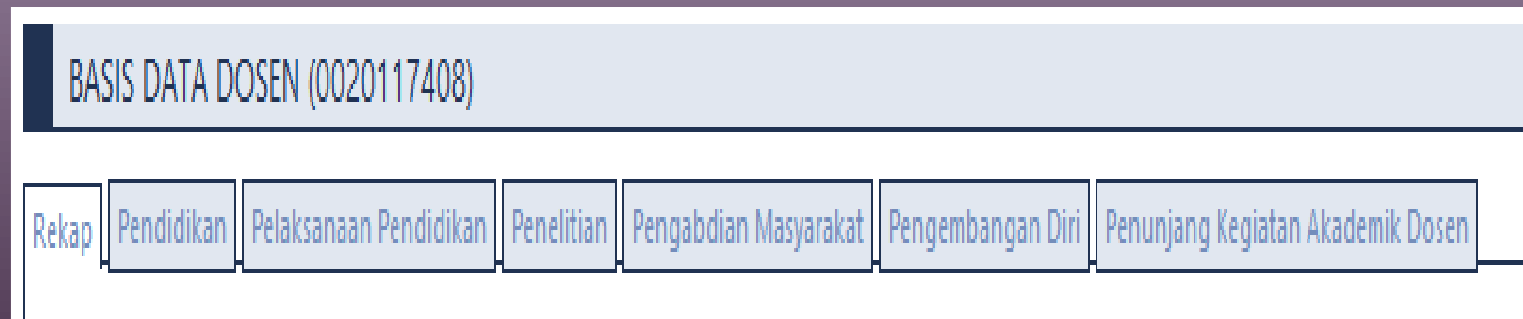 BASIS DATA DOSEN (0020117408)
Rekap Pendidikan Pelaksanaan Pendidikan Penelitian Pengabdian Masyarakat Pengembangan Diri Penunjang Kegiatan Akademik Dosen